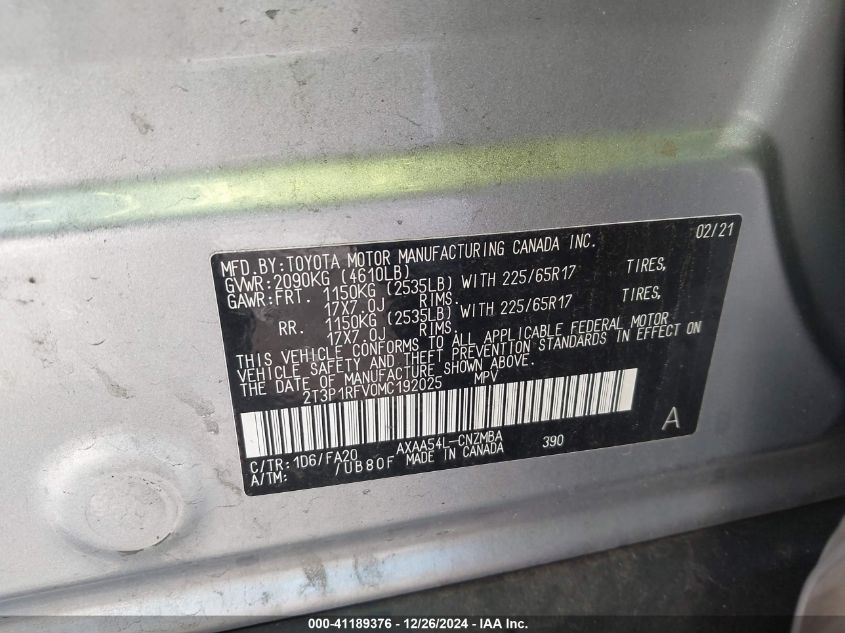 MFD.BY:TOYOTA MOTOR MANUFACTURING CANADA INC. 02/21
GVWR:2090KG (4610LB)
GAWR:FRT. 1150KG (2535LB) WITH 225/65R17 TIRES,
17X7.0J RIMS.
RR. 1150KG (2535LB) WITH 225/65R17 TIRES,
17X7.0J RIMS.
THIS VEHICLE CONFORMS TO ALL APPLICABLE FEDERAL MOTOR
VEHICLE SAFETY AND THEFT PREVENTION STANDARDS IN EFFECT ON
THE DATE OF MANUFACTURE SHOWN ABOVE.
2T3P1RFV0MC192025 MPV
A
C/TR:1D6/FA20 AXAA54L-CNZMBA 390
A/TM: /UB80F MADE IN CANADA
000-41189376 - 12/26/2024 - IAA Inc.